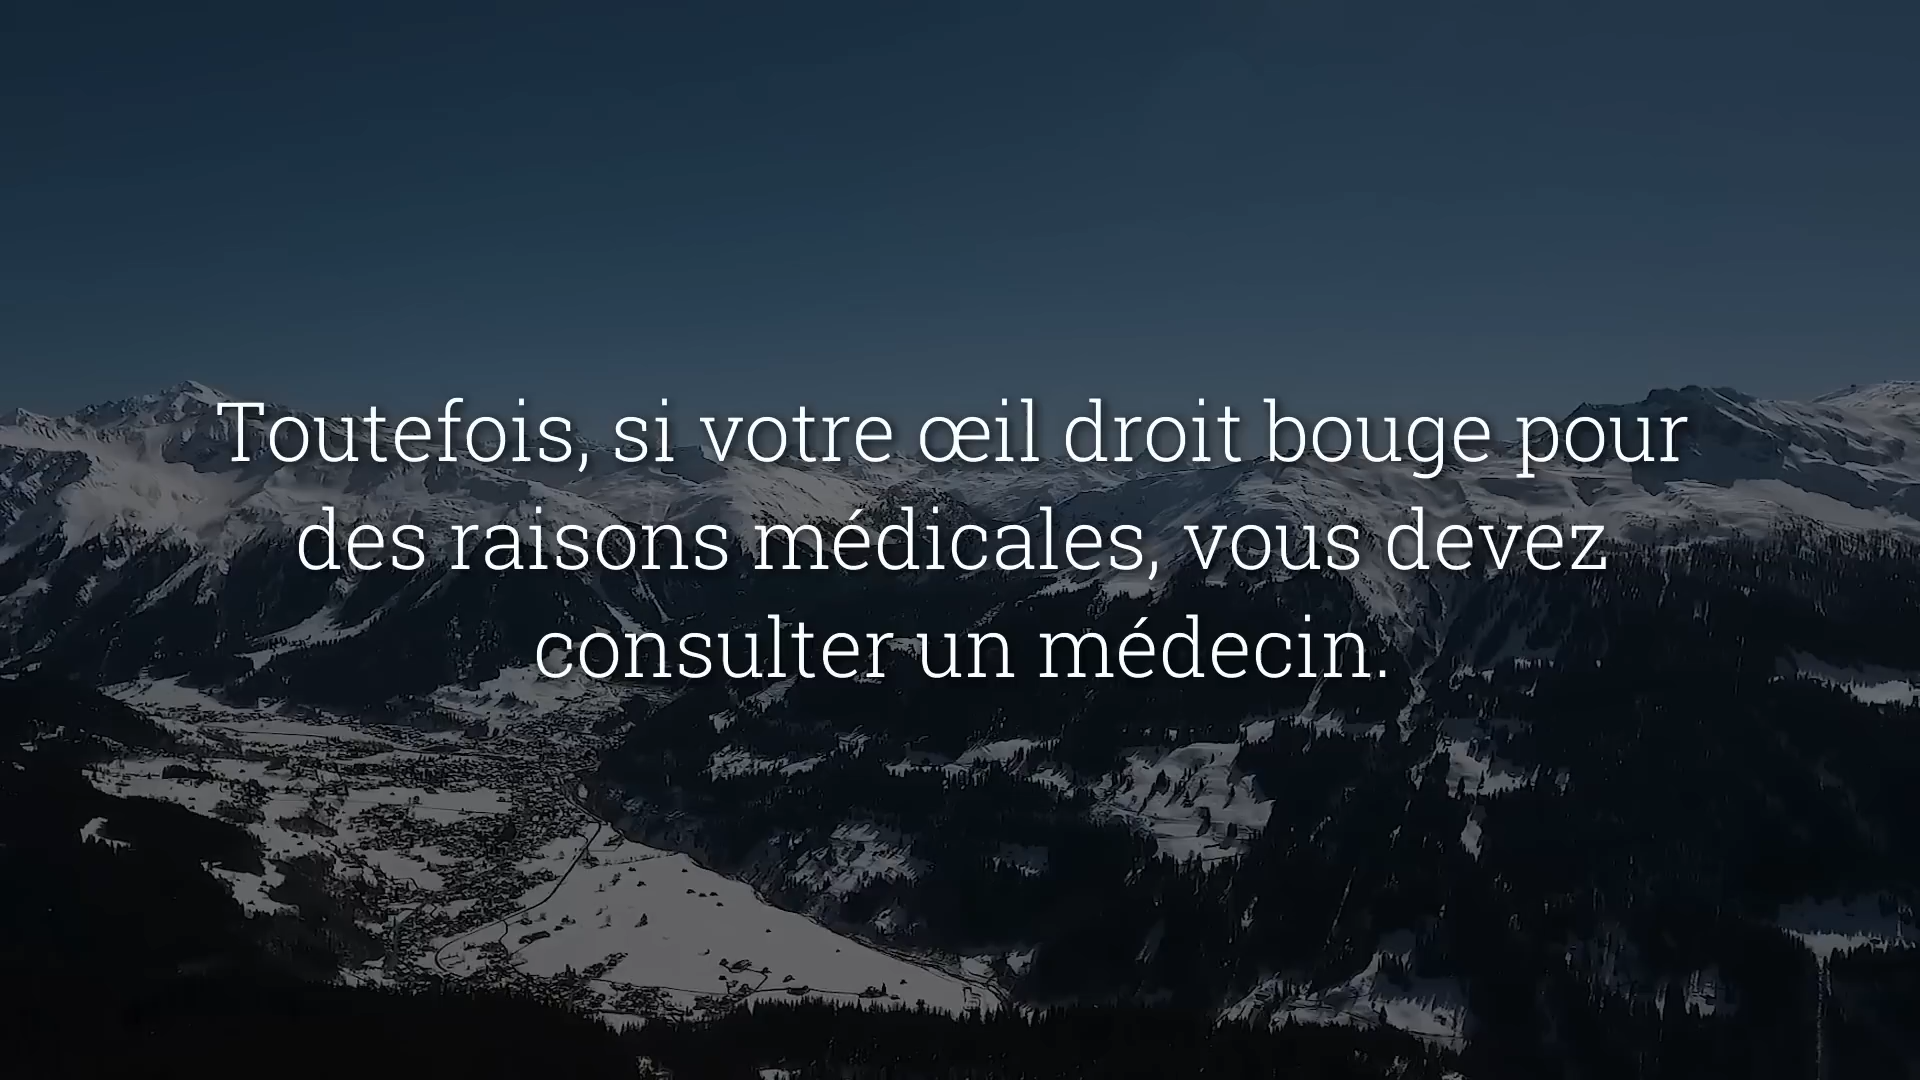 Toutefois, si votre œil droit bouge pour
des raisons médicales, vous devez
consulter un médecin.